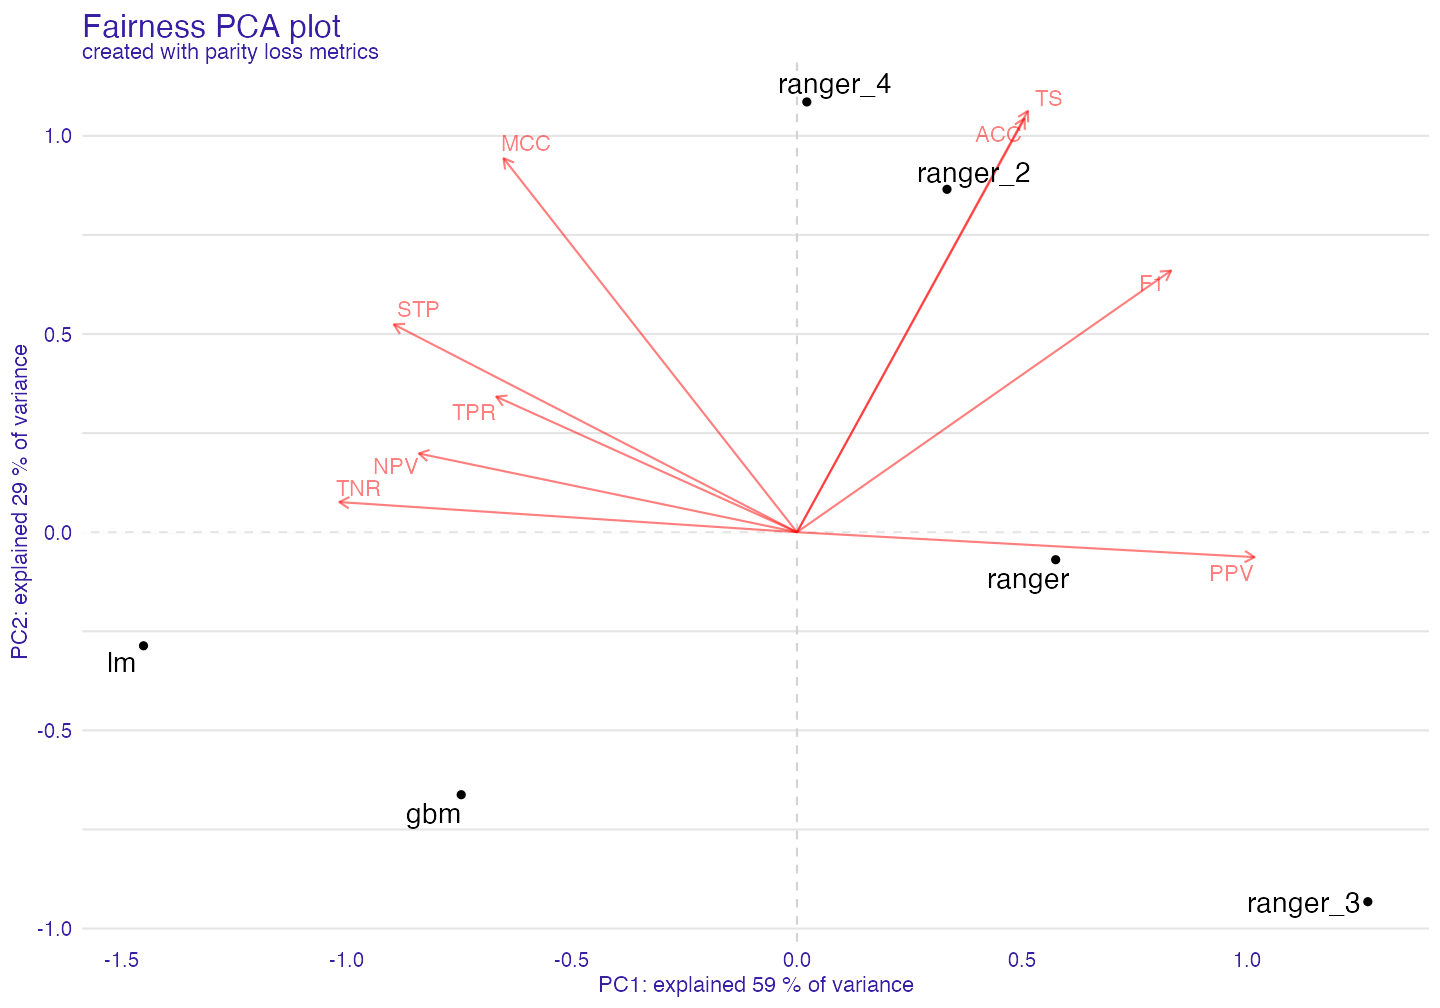 Fairness PCA plot
created with parity loss metrics
ranger_4
TS
ACC
MCC
ranger_2
F1
STP
TPR
NPV
TNR
PPV
ranger
lm
gbm
ranger_3
1.0
0.5
0.0
-0.5
-1.0
PC2: explained 29 % of variance
-1.5
-1.0
-0.5
0.0
0.5
1.0
PC1: explained 59 % of variance